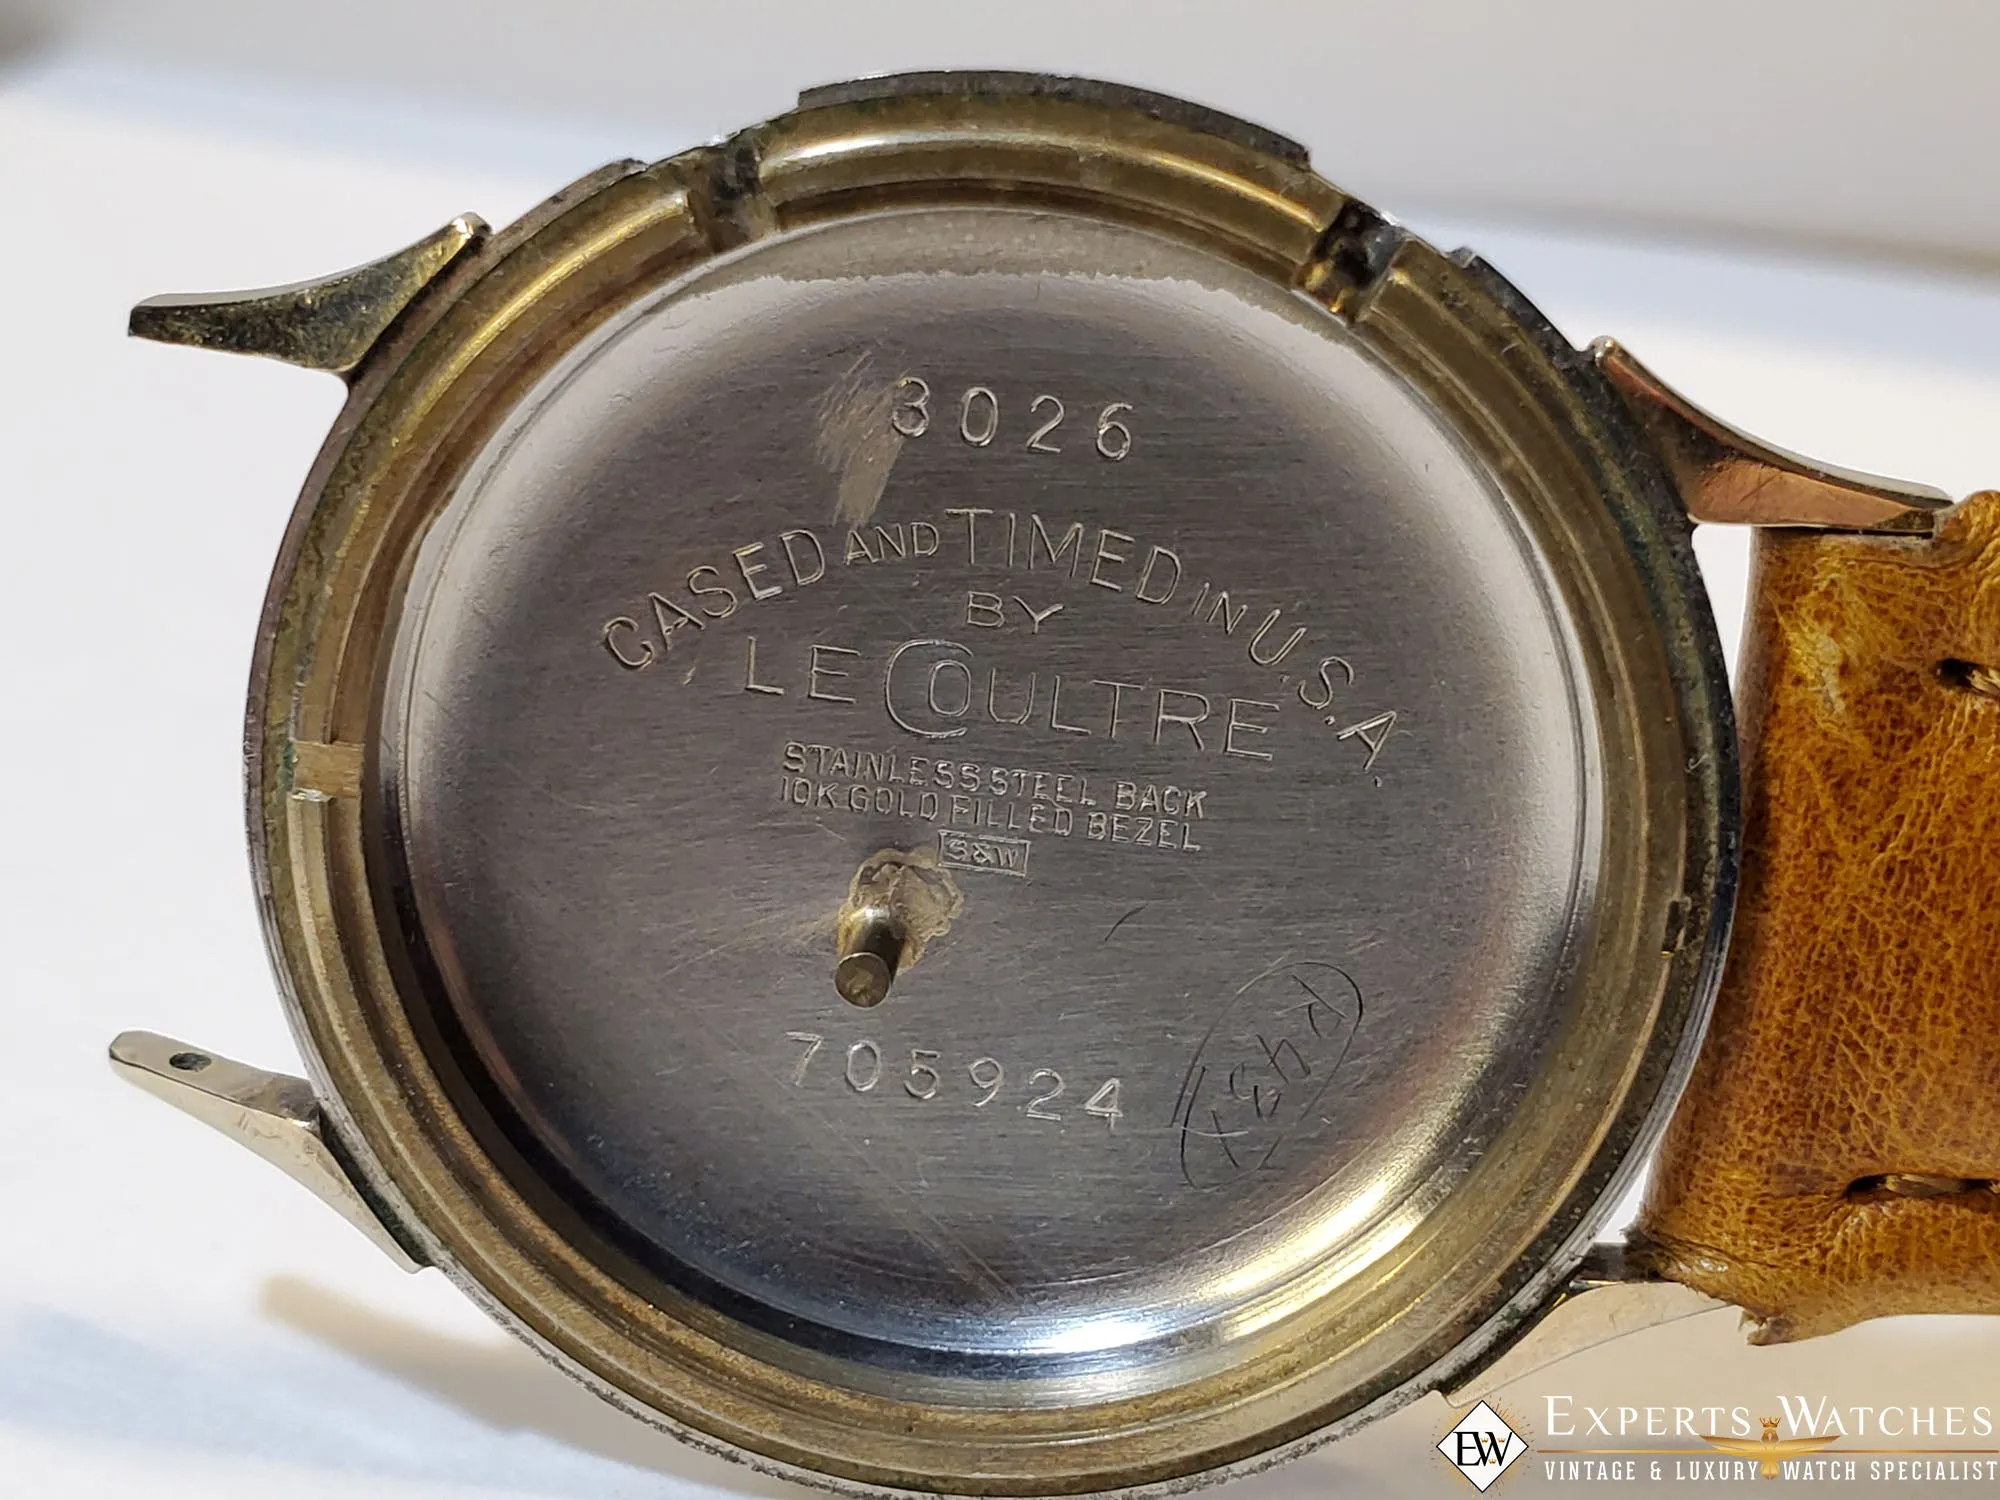 3026
CASED AND TIMED IN U.S.A.
BY
LECOULTRE
STAINLESS STEEL BACK
10K GOLD FILLED BEZEL
S&W
705924
EW
EXPERTS WATCHES
VINTAGE & LUXURY WATCH SPECIALIST